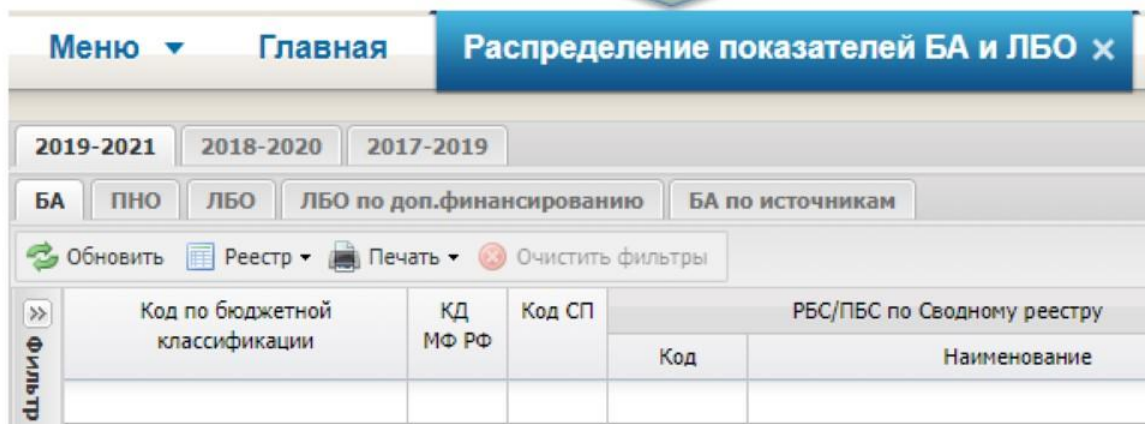 Меню Главная Распределение показателей БА и ЛБО ×
2019-2021 2018-2020 2017-2019
БА ПНО ЛБО ЛБО по доп.финансированию БА по источникам
Обновить Реестр Печать Очистить фильтры
Код по бюджетной
классификации
КД
МФ РФ
Код СП
РБС/ПБС по Сводному реестру
Код
Наименование
Фильтр